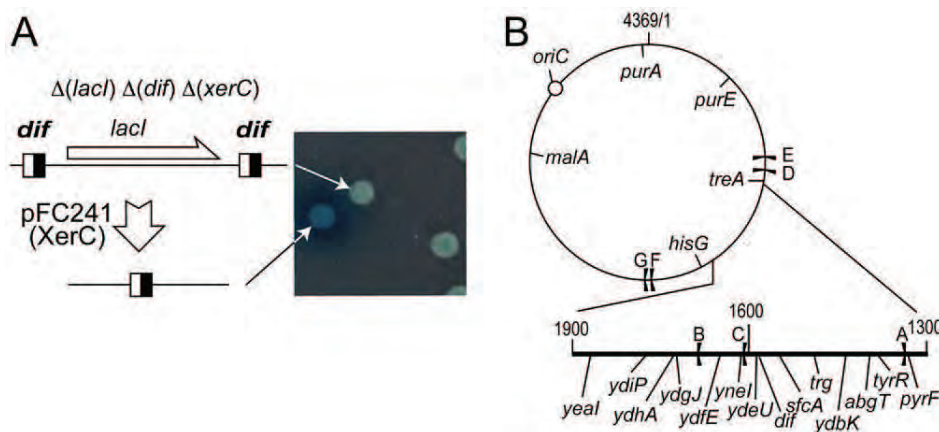 A
Δ(lacI) Δ(dif) Δ(xerC)
dif lacI dif
pFC241
(XerC)
B
4369/1
oriC
purA
purE
malA
E
D
treA
hisG
G F
1900 B C 1600 A 1300
yeaI ydiP ydhA ydgJ ydfE yneI ydeU dif sfcA trg ydbK abgT tyrR pyrF